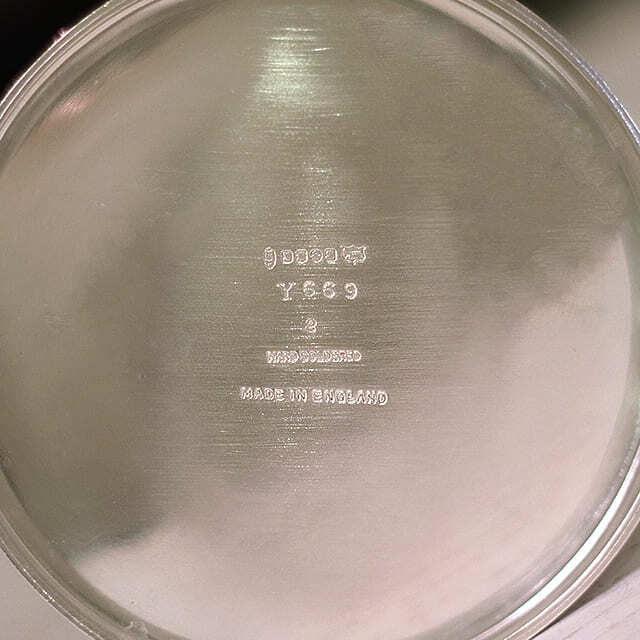 Y669
2
HARD SOLDERED
MADE IN ENGLAND